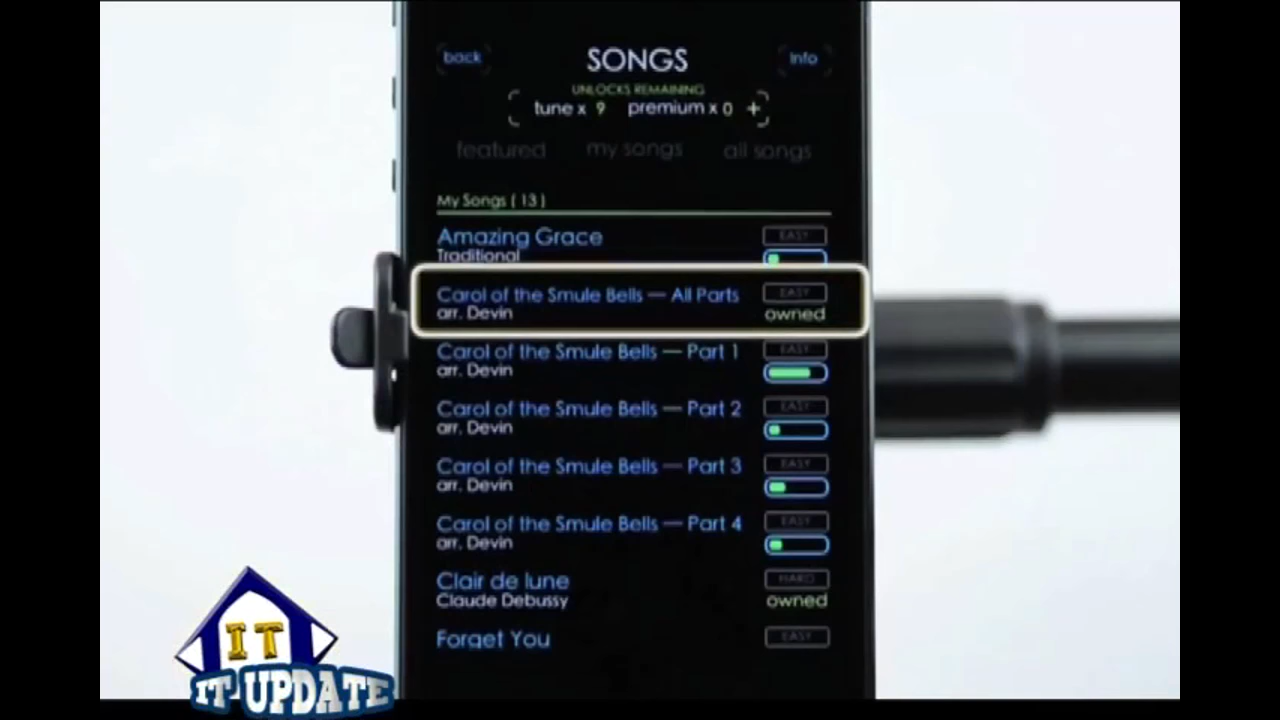 back
SONGS
Info
UNLOCKS REMAINING
tune x 9 premium x 0 +
featured my songs all songs
My Songs ( 13 )
Amazing Grace EASY
Traditional
Carol of the Smule Bells — All Parts EASY
arr. Devin owned
Carol of the Smule Bells — Part 1 EASY
arr. Devin
Carol of the Smule Bells — Part 2 EASY
arr. Devin
Carol of the Smule Bells — Part 3 EASY
arr. Devin
Carol of the Smule Bells — Part 4 EASY
arr. Devin
Clair de lune HARD
Claude Debussy owned
Forget You EASY
IT
IT UPDATE